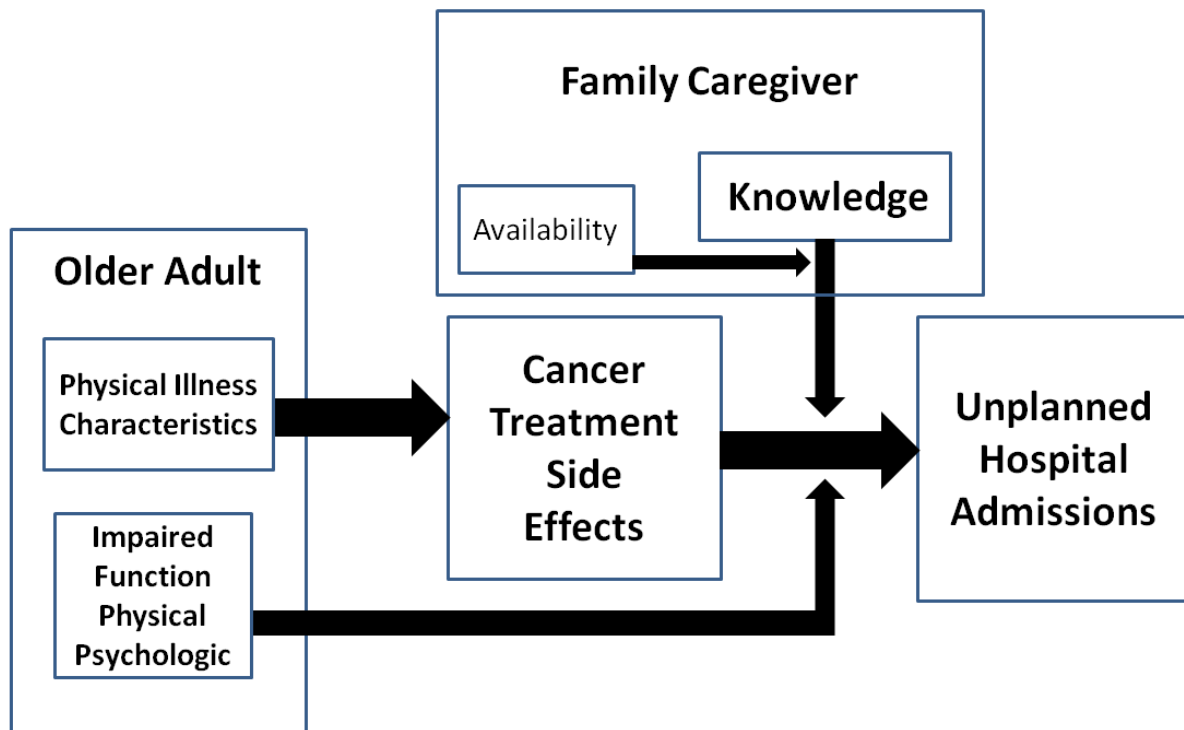 Family Caregiver
Knowledge
Availability
Older Adult
Physical Illness
Characteristics
Impaired
Function
Physical
Psychologic
Cancer
Treatment
Side
Effects
Unplanned
Hospital
Admissions